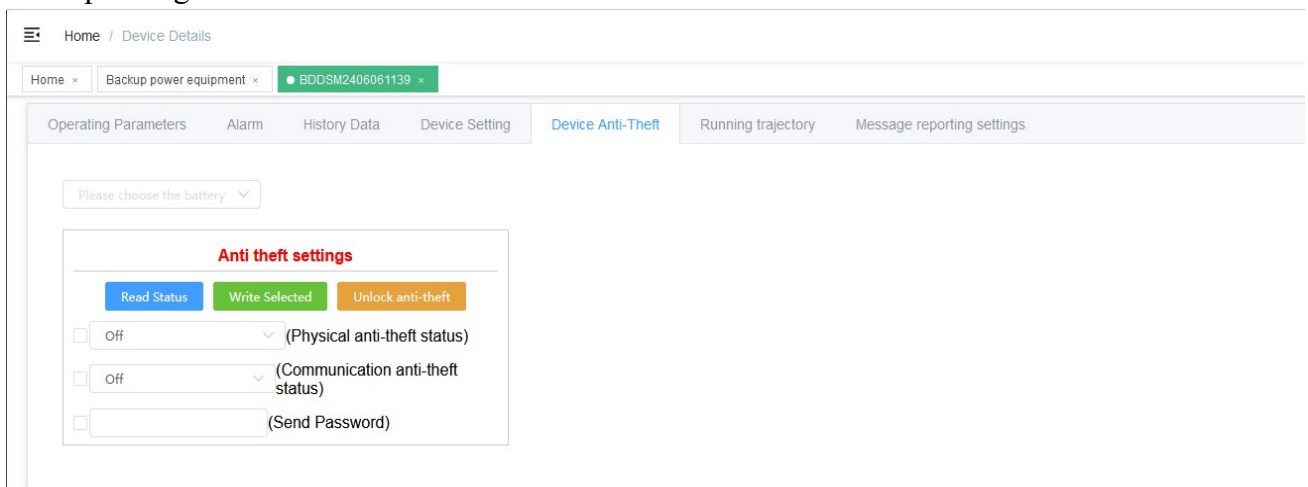 Home / Device Details
Home × Backup power equipment × BDDSM2406061139 ×
Operating Parameters Alarm History Data Device Setting Device Anti-Theft Running trajectory Message reporting settings
Please choose the battery
Anti theft settings
Read Status Write Selected Unlock anti-theft
Off (Physical anti-theft status)
Off (Communication anti-theft
status)
(Send Password)